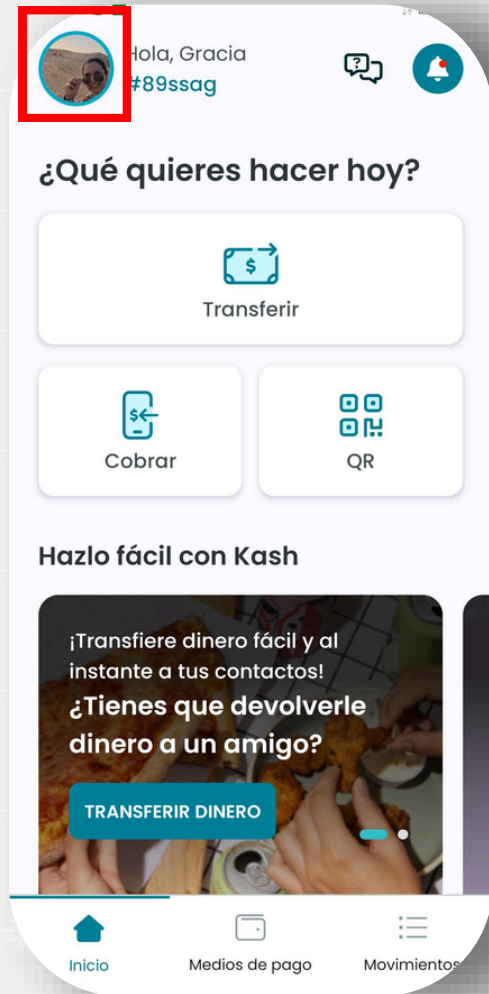 Hola, Gracia
#89ssag
¿Qué quieres hacer hoy?
$
Transferir
$
Cobrar
QR
Hazlo fácil con Kash
¡Transfiere dinero fácil y al
instante a tus contactos!
¿Tienes que devolverle
dinero a un amigo?
TRANSFERIR DINERO
Inicio
Medios de pago
Movimientos